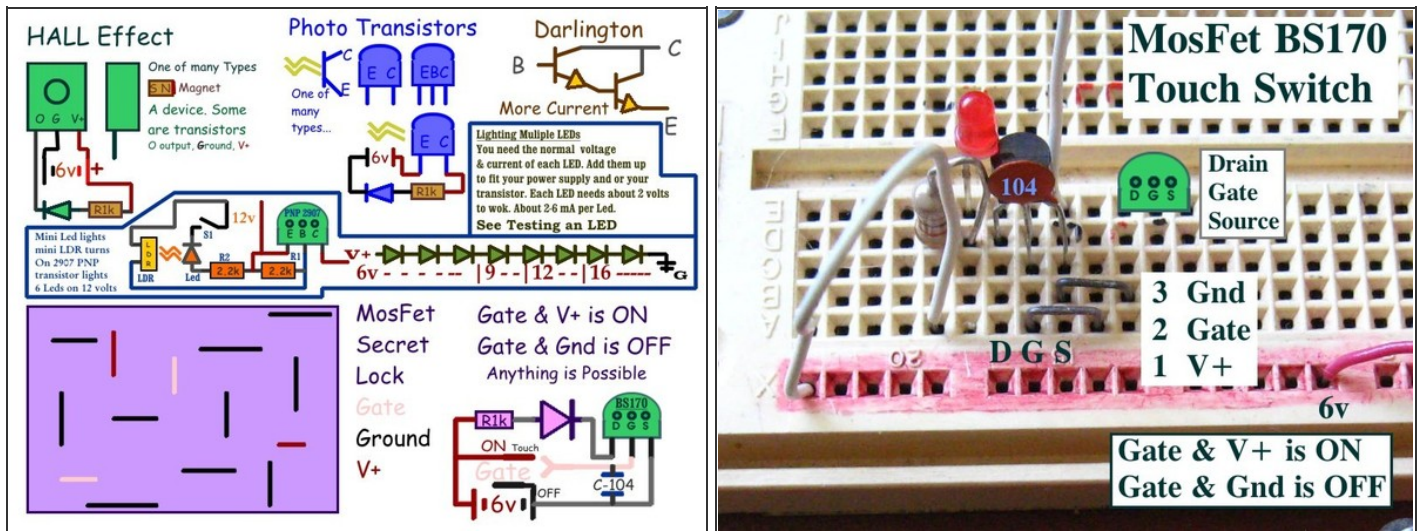 HALL Effect
O G V+
One of many Types
S N Magnet
A device. Some
are transistors
O output, Ground, V+
6v +
R1k
Photo Transistors
C
E
One of
many
types...
E C
EBC
E C
6v
R1k
Darlington
B
C
More Current
E
Lighting Muliple LEDs
You need the normal voltage
& current of each LED. Add them up
to fit your power supply and or your
transistor. Each LED needs about 2 volts
to wok. About 2-6 mA per Led.
See Testing an LED
Mini Led lights
mini LDR turns
On 2907 PNP
transistor lights
6 Leds on 12 volts
LDR
LDR
S1
Led
12v
R2
2.2k
R1
2.2k
PNP 2907
E B C
V+
6v - - - - -- |9 - - |12 - - |16 -----
G
MosFet
Secret
Lock
Gate
Ground
V+
Gate & V+ is ON
Gate & Gnd is OFF
Anything is Possible
BS170
D G S
R1k
ON Touch
Gate
C-104
OFF
6v
MosFet BS170
Touch Switch
104
D G S
Drain
Gate
Source
3 Gnd
2 Gate
1 V+
D G S
20
X
6v
Gate & V+ is ON
Gate & Gnd is OFF